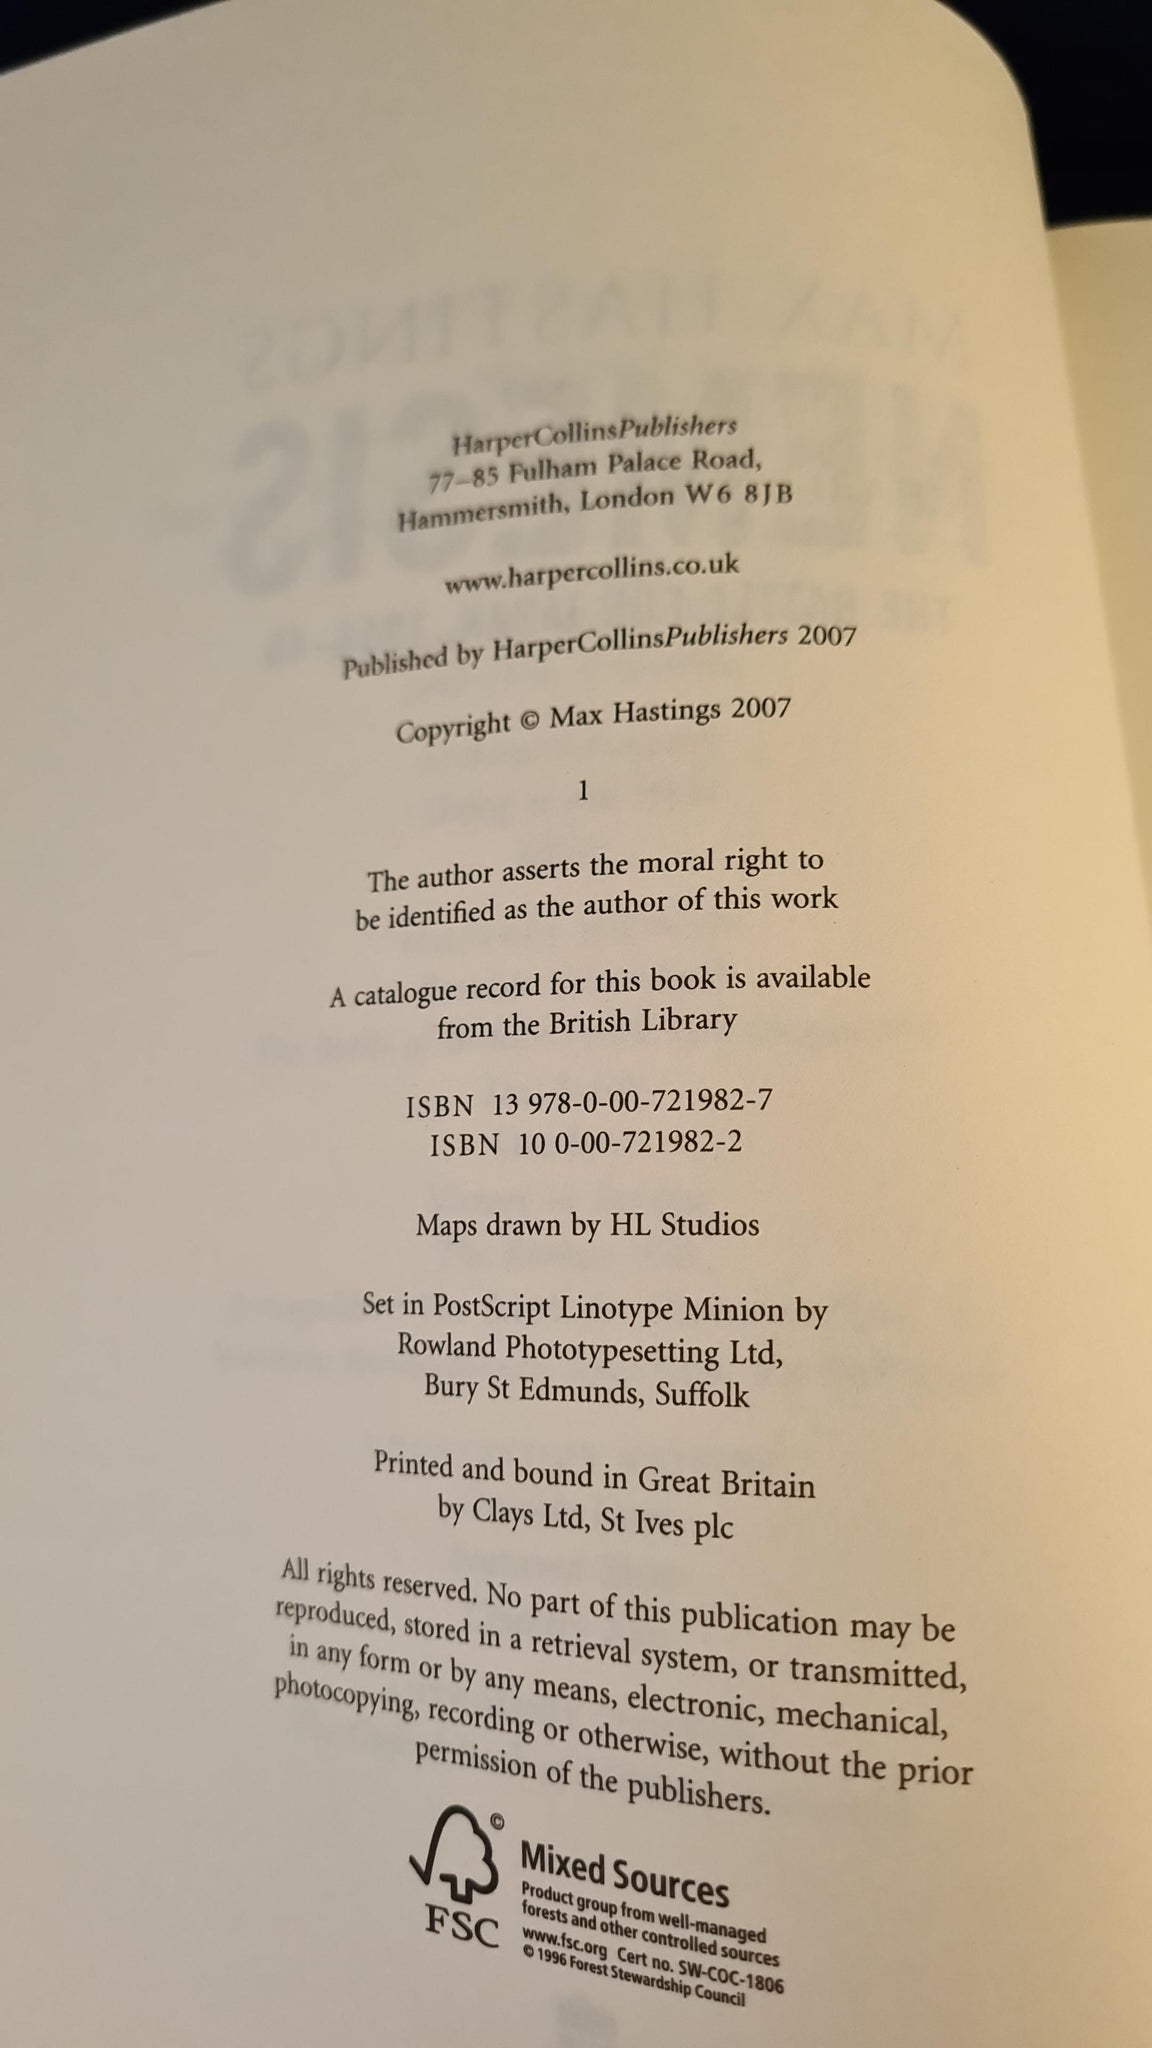 HarperCollinsPublishers
77–85 Fulham Palace Road,
Hammersmith, London W6 8JB
www.harpercollins.co.uk
Published by HarperCollinsPublishers 2007
Copyright © Max Hastings 2007
1
The author asserts the moral right to
be identified as the author of this work
A catalogue record for this book is available
from the British Library
ISBN 13 978-0-00-721982-7
ISBN 10 0-00-721982-2
Maps drawn by HL Studios
Set in PostScript Linotype Minion by
Rowland Phototypesetting Ltd,
Bury St Edmunds, Suffolk
Printed and bound in Great Britain
by Clays Ltd, St Ives plc
All rights reserved. No part of this publication may be
reproduced, stored in a retrieval system, or transmitted,
in any form or by any means, electronic, mechanical,
photocopying, recording or otherwise, without the prior
permission of the publishers.
©
FSC
Mixed Sources
Product group from well-managed
forests and other controlled sources
www.fsc.org Cert no. SW-COC-1806
© 1996 Forest Stewardship Council